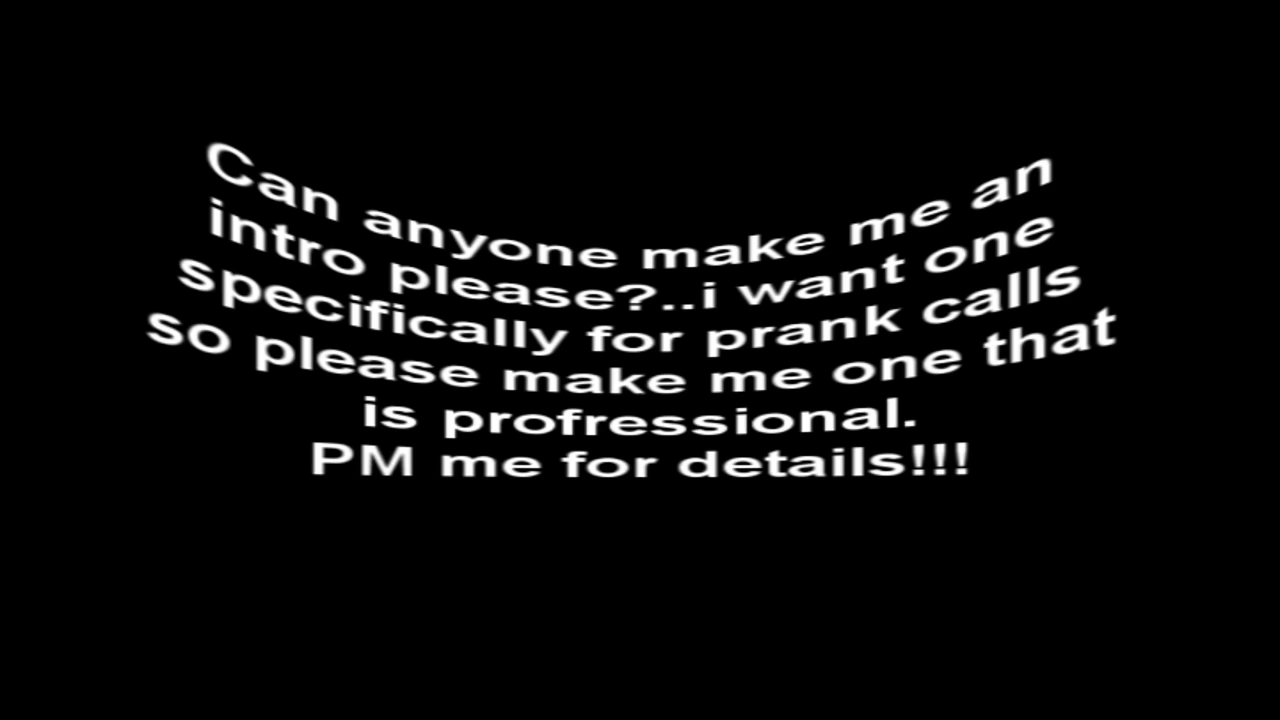 Can anyone make me an
intro please?..i want one
specifically for prank calls
so please make me one that
is profressional.
PM me for details!!!